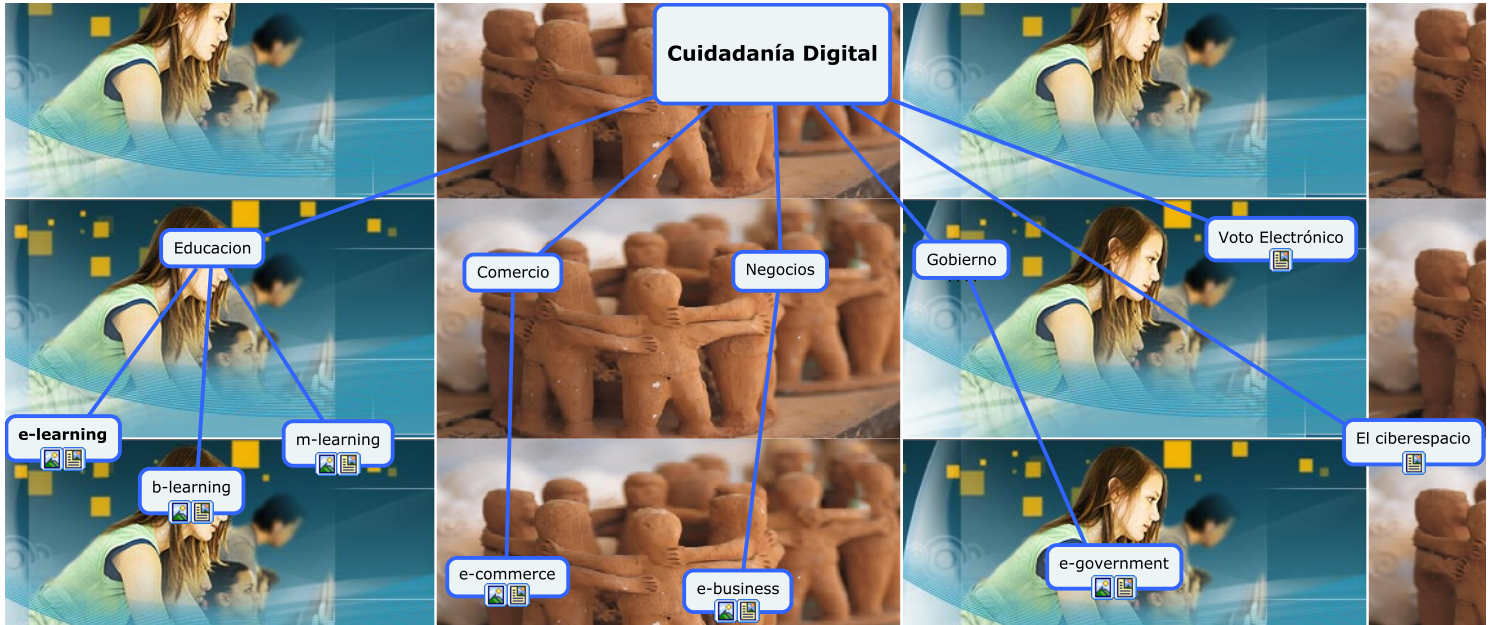 Cuidadanía Digital
Educacion
Comercio
Negocios
Gobierno
Voto Electrónico
e-learning
b-learning
m-learning
El ciberespacio
e-commerce
e-business
e-government